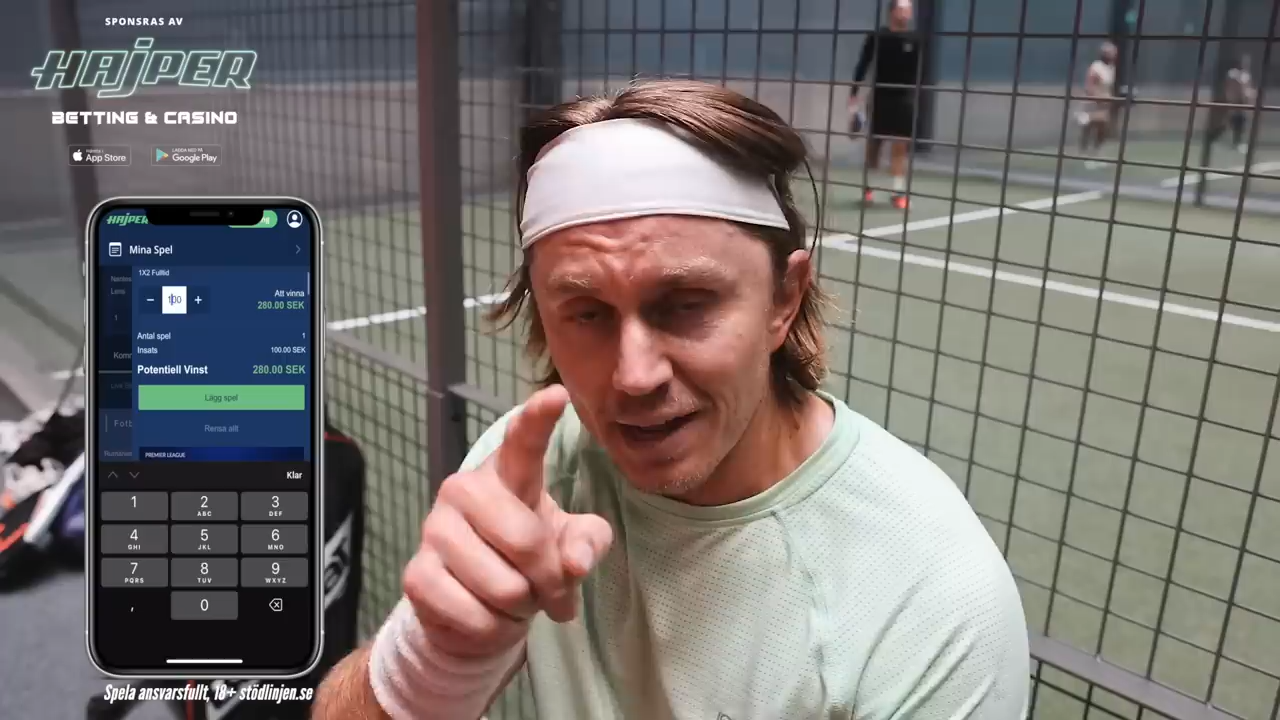 SPONSRAS AV
HAJPER
BETTING & CASINO
App Store
Google Play
HAJPER
Mina Spel
1X2 Fulltid
− 100 +
Att vinna
280.00 SEK
Antal spel 1
Insats 100.00 SEK
Potentiell Vinst 280.00 SEK
Lägg spel
Rensa allt
PREMIER LEAGUE
Klar
1
2 ABC
3 DEF
4 GHI
5 JKL
6 MNO
7 PQRS
8 TUV
9 WXYZ
,
0
Spela ansvarsfullt, 18+ stödlinjen.se